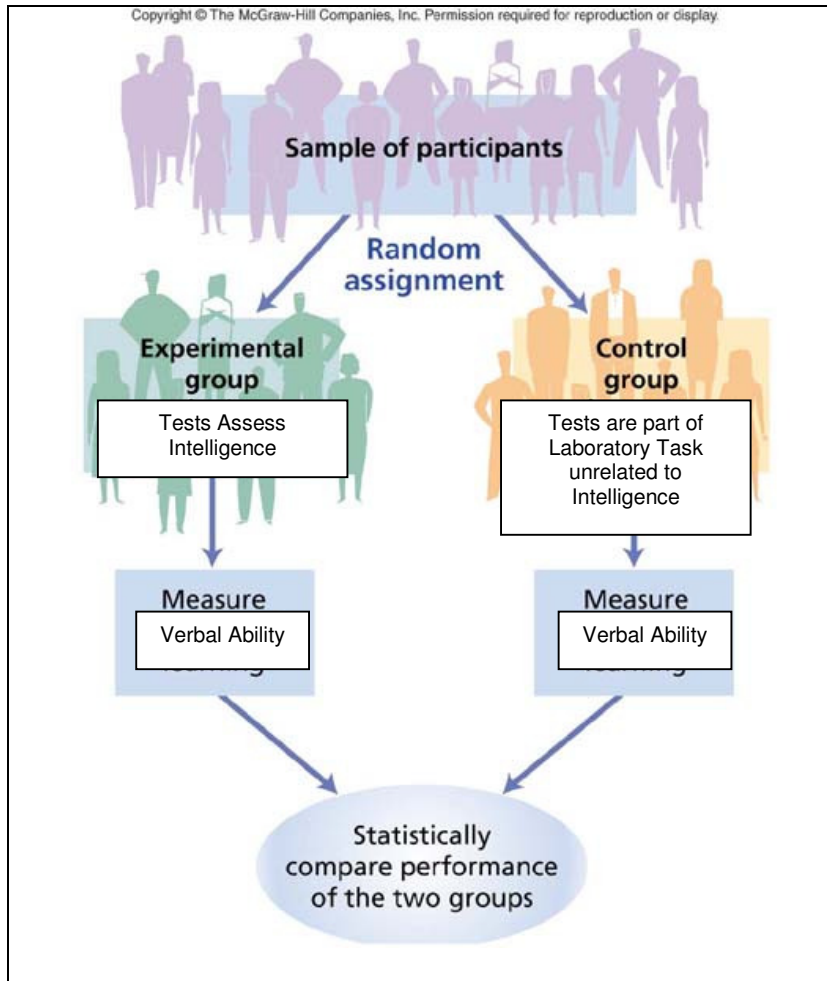 Copyright © The McGraw-Hill Companies, Inc. Permission required for reproduction or display.
Sample of participants
Random
assignment
Experimental
group
Tests Assess
Intelligence
Control
group
Tests are part of
Laboratory Task
unrelated to
Intelligence
Measure
Verbal Ability
learning
Measure
Verbal Ability
learning
Statistically
compare performance
of the two groups